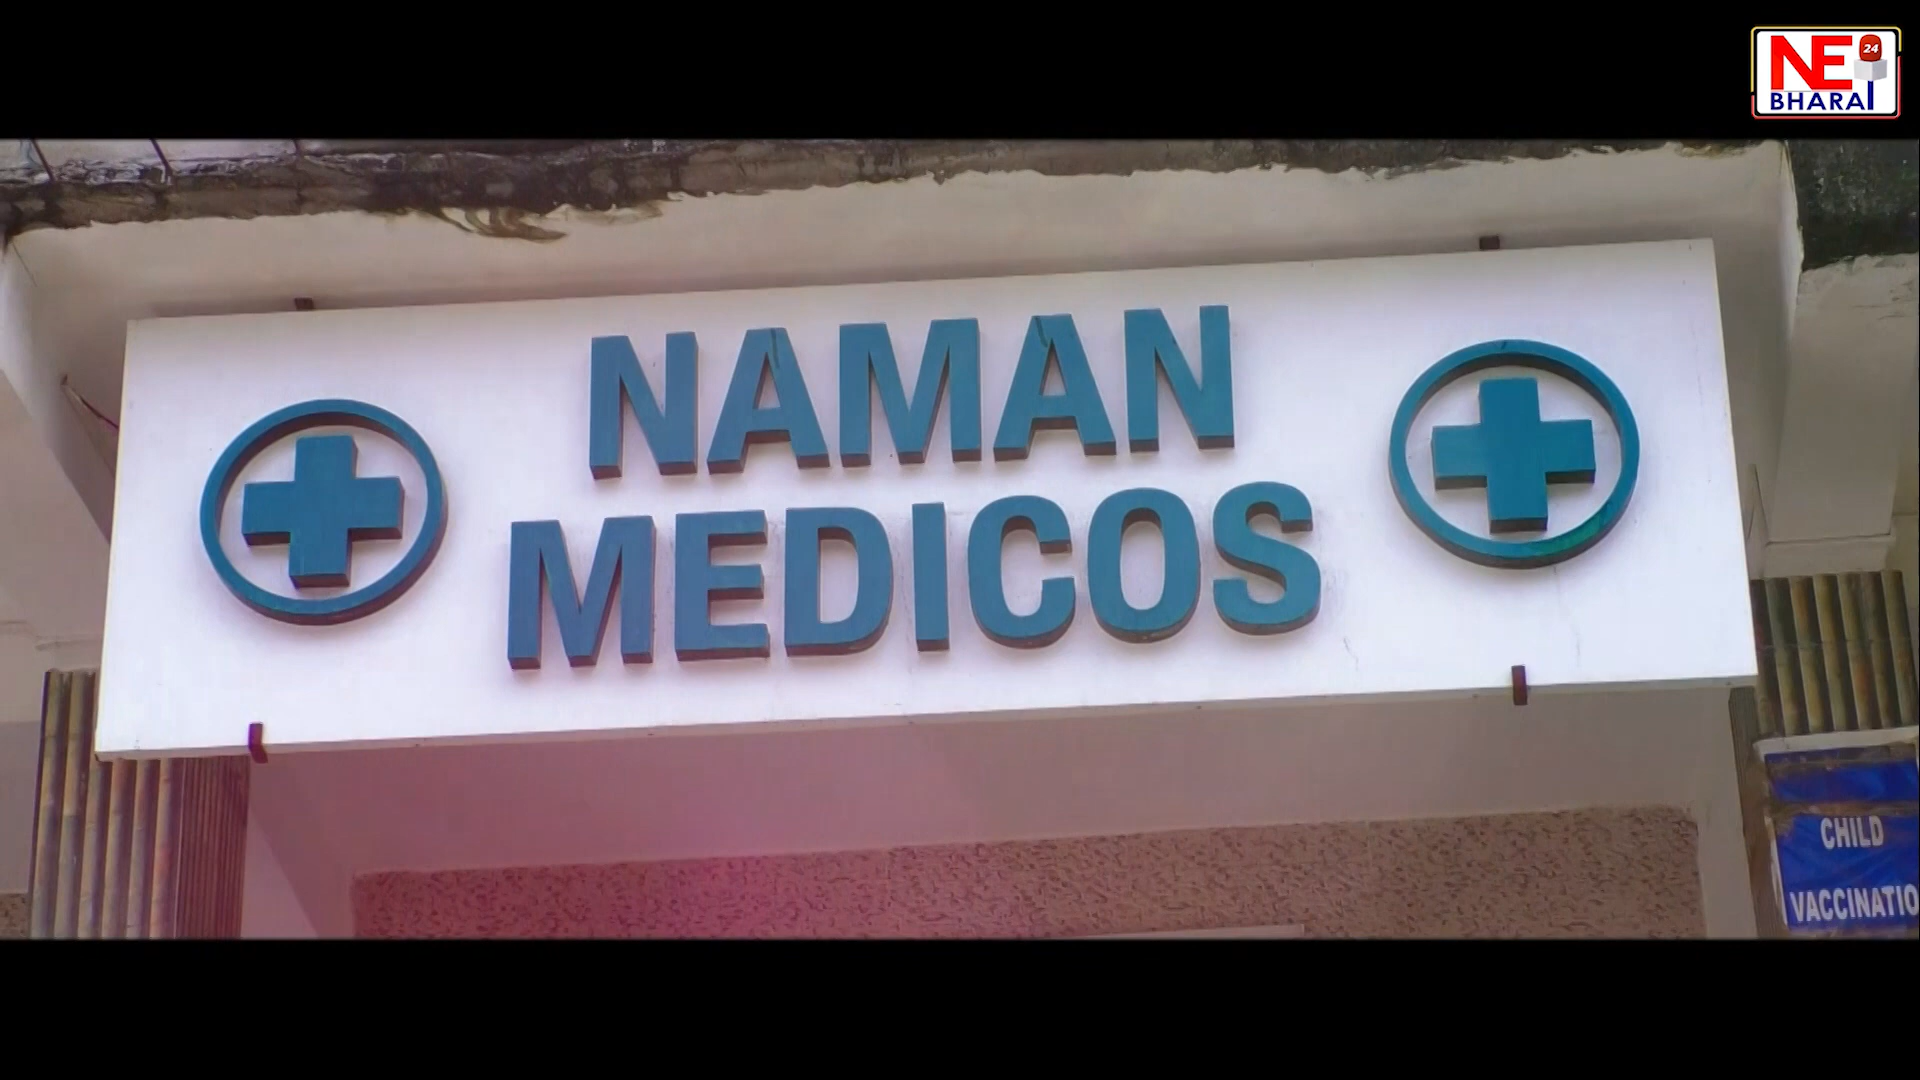 NE 24
BHARAT
NAMAN
MEDICOS
CHILD
VACCINATIO